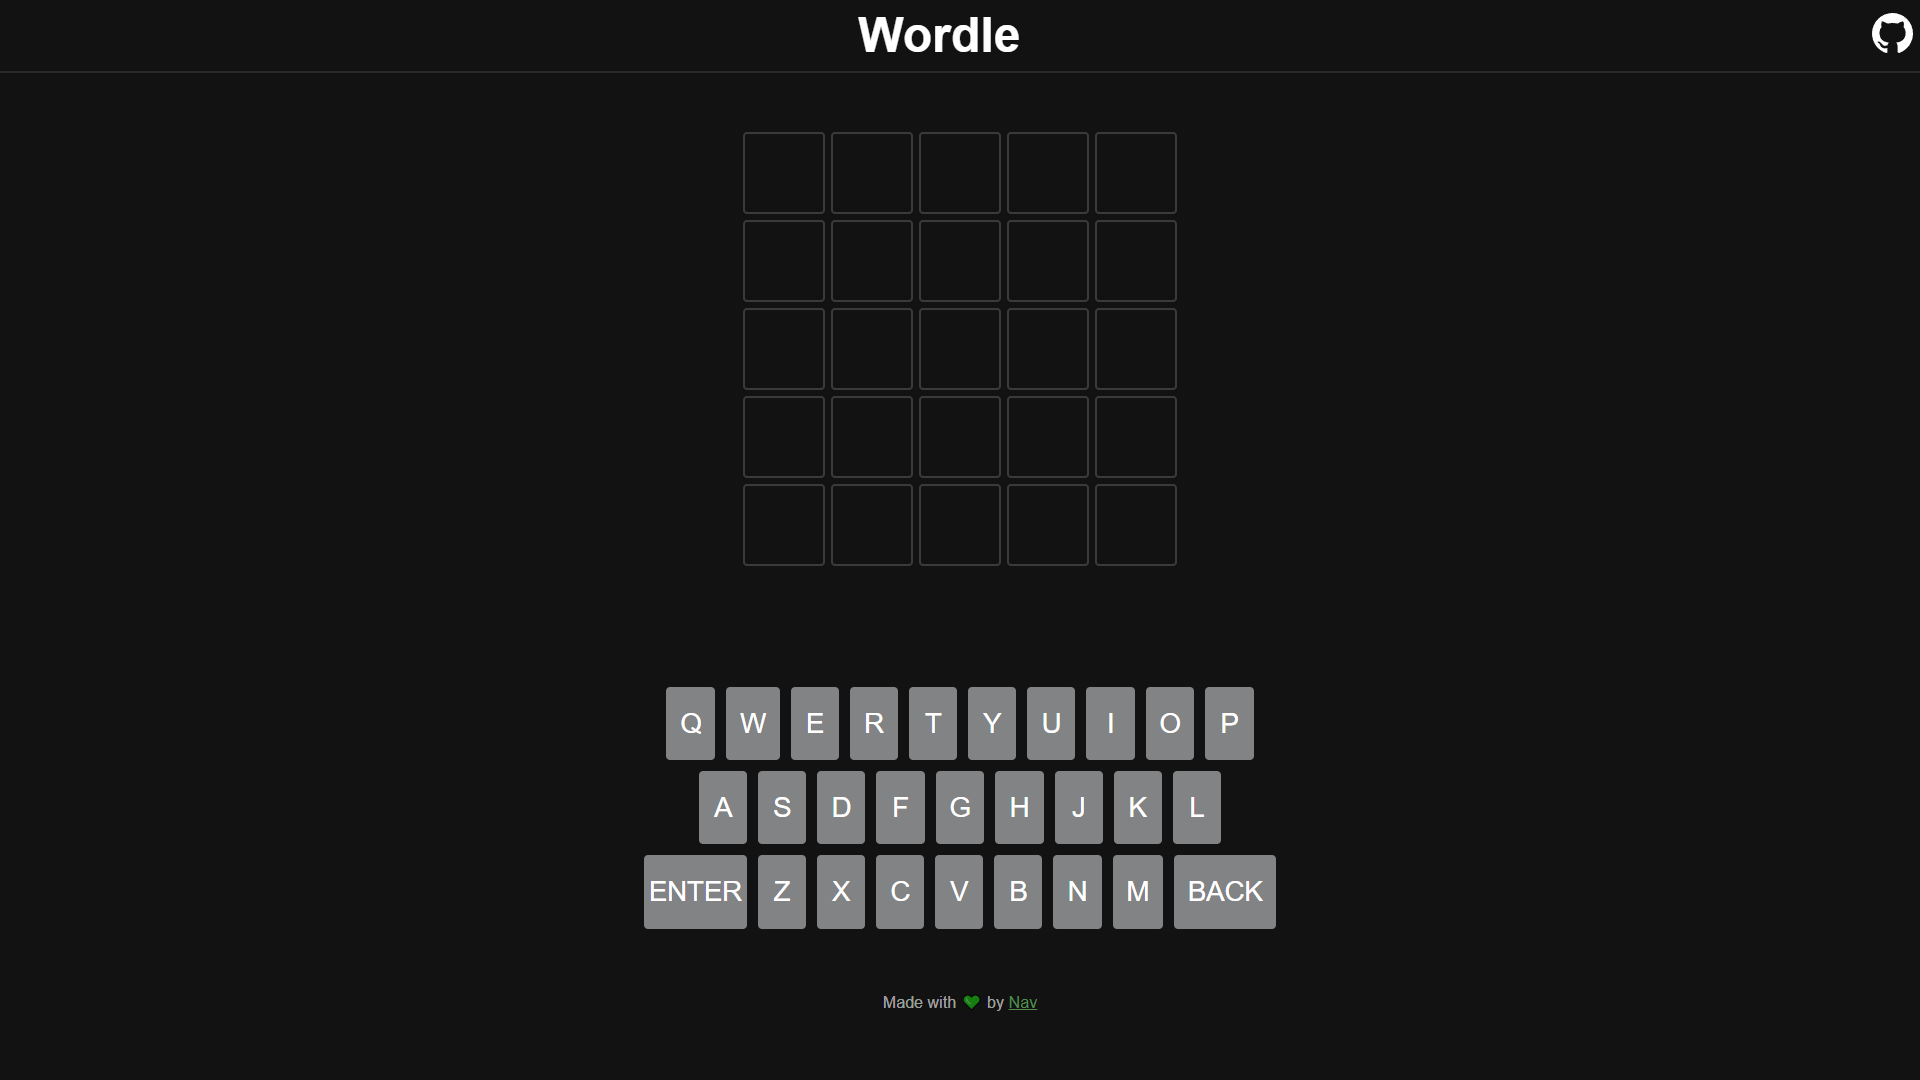 Wordle
Q W E R T Y U I O P
A S D F G H J K L
ENTER Z X C V B N M BACK
Made with 💚 by Nav